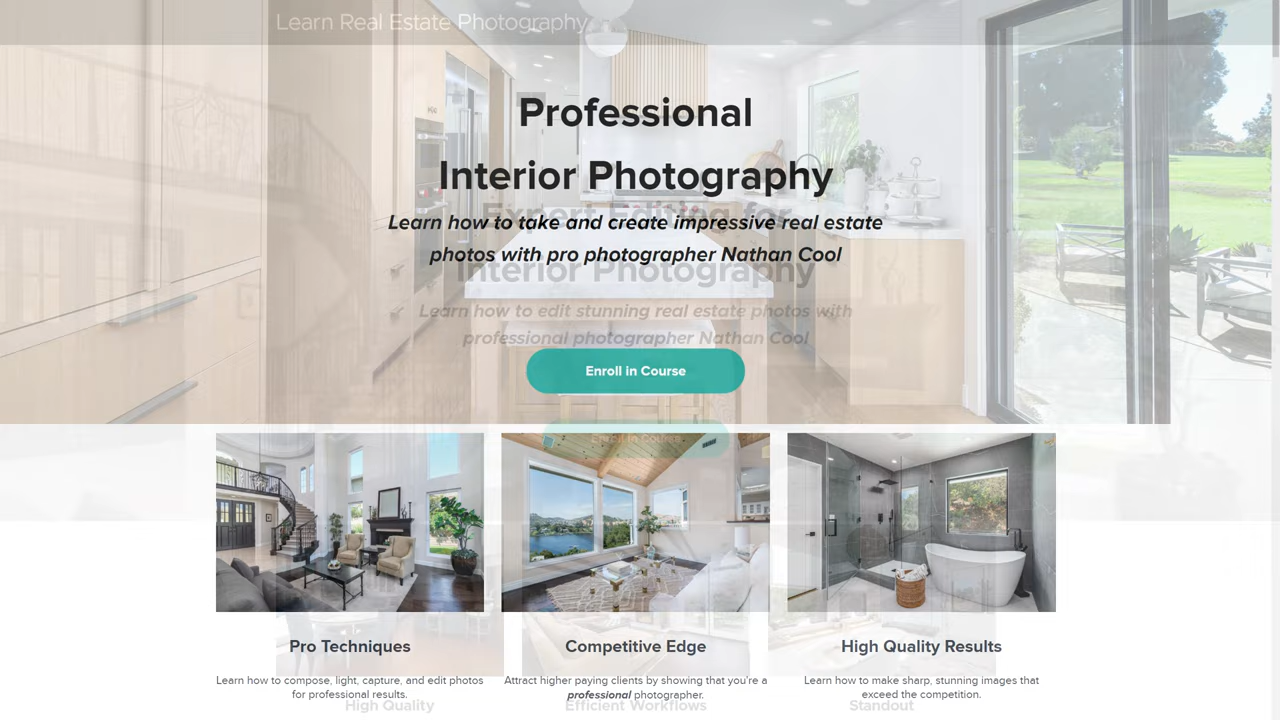 Learn Real Estate Photography
Professional
Interior Photography
Learn how to take and create impressive real estate
photos with pro photographer Nathan Cool
Interior Photography
Learn how to edit stunning real estate photos with
professional photographer Nathan Cool
Enroll in Course
Enroll in Course
Pro Techniques
Competitive Edge
High Quality Results
Learn how to compose, light, capture, and edit photos
for professional results.
Attract higher paying clients by showing that you're a
professional photographer.
Learn how to make sharp, stunning images that
exceed the competition.
High Quality
Efficient Workflows
Standout